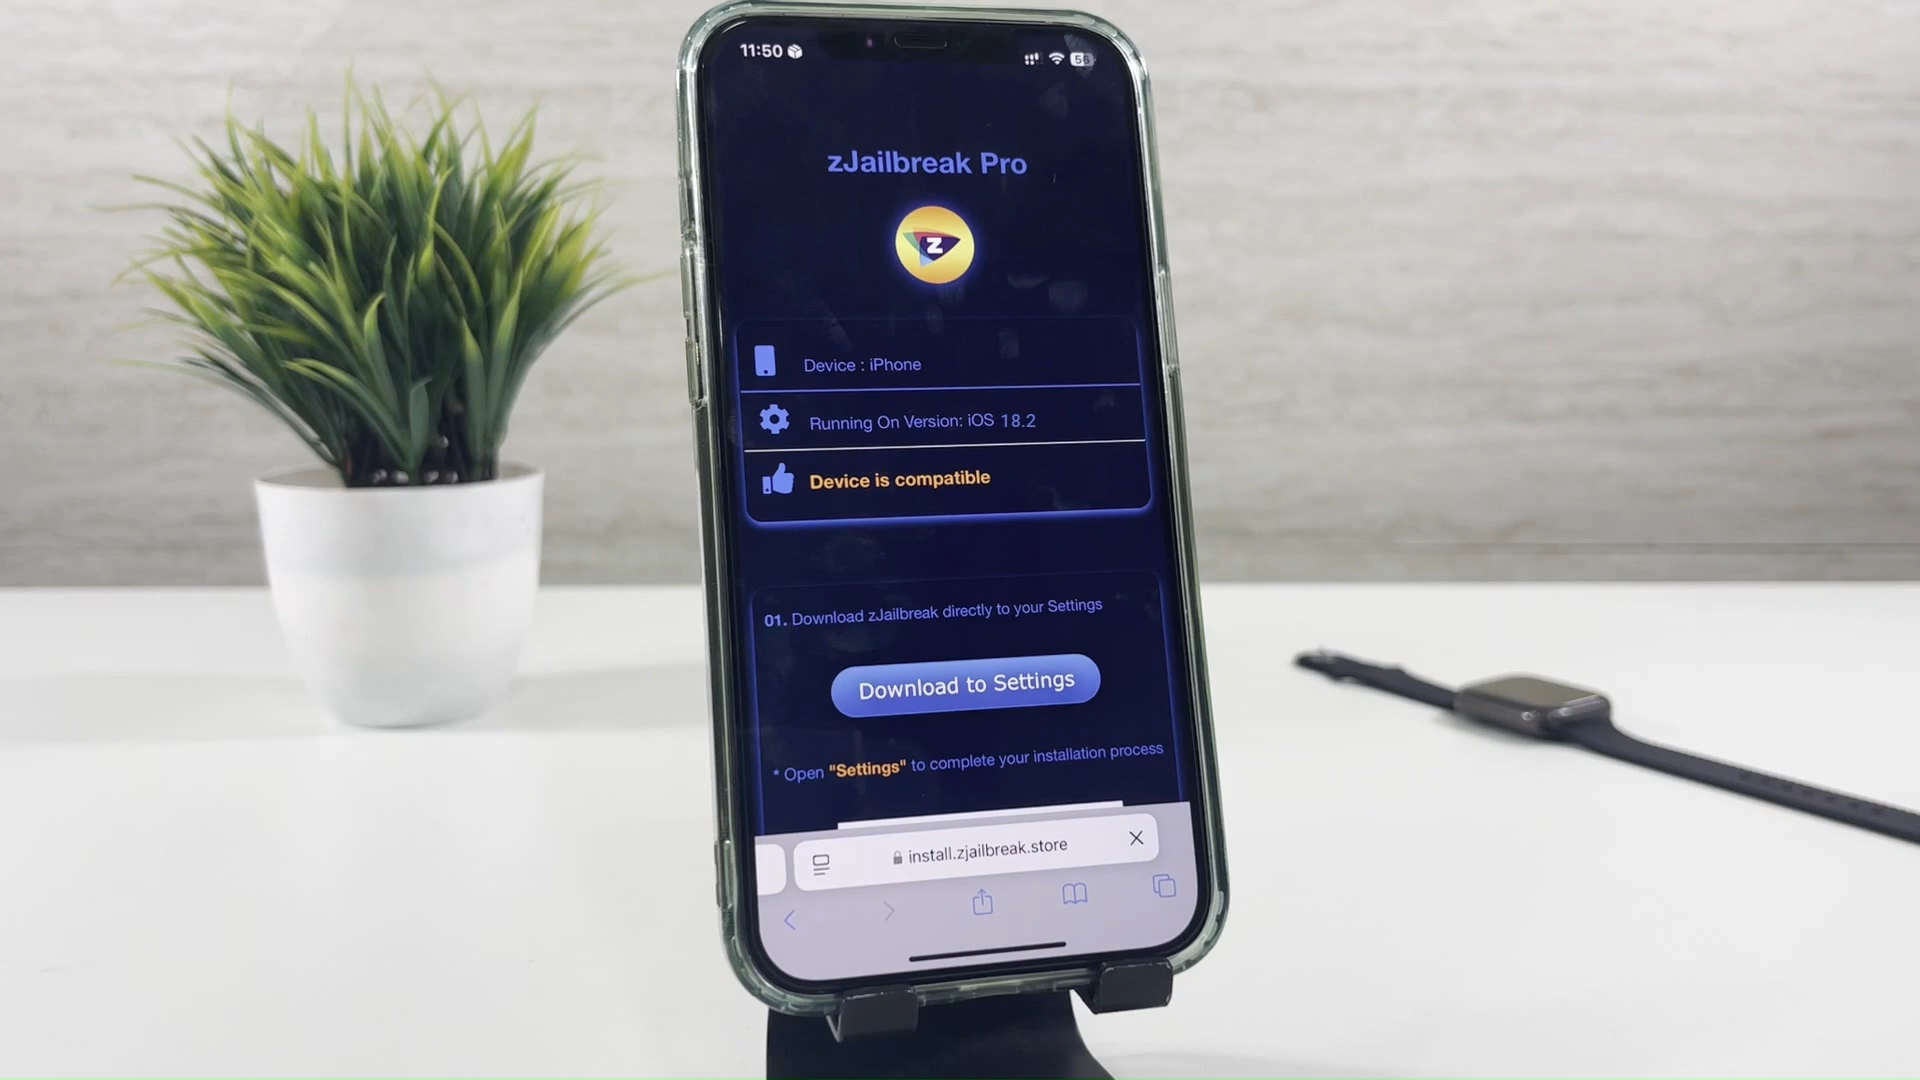 11:50
56
zJailbreak Pro
z
Device : iPhone
Running On Version: iOS 18.2
Device is compatible
01. Download zJailbreak directly to your Settings
Download to Settings
* Open "Settings" to complete your installation process
install.zjailbreak.store